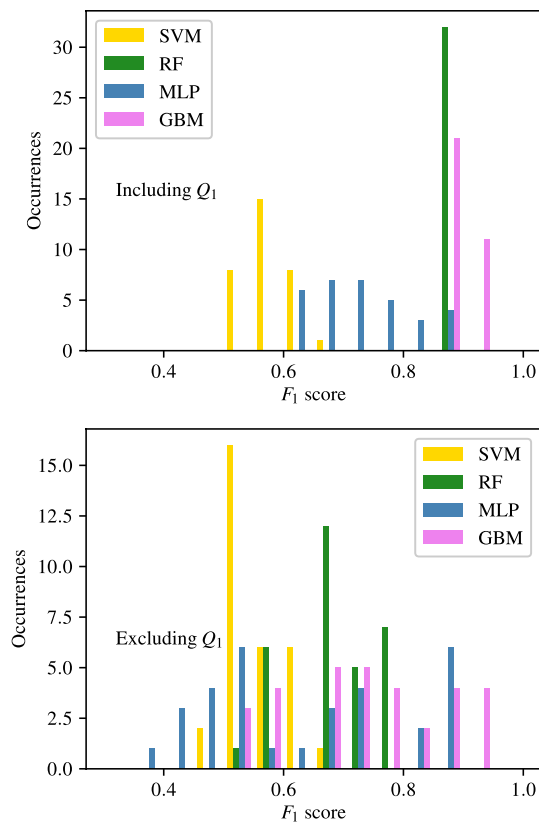 SVM
RF
MLP
GBM
Including Q₁
Occurrences
30
25
20
15
10
5
0
0.4 0.6 0.8 1.0
F₁ score
SVM
RF
MLP
GBM
Excluding Q₁
Occurrences
15.0
12.5
10.0
7.5
5.0
2.5
0.0
0.4 0.6 0.8 1.0
F₁ score